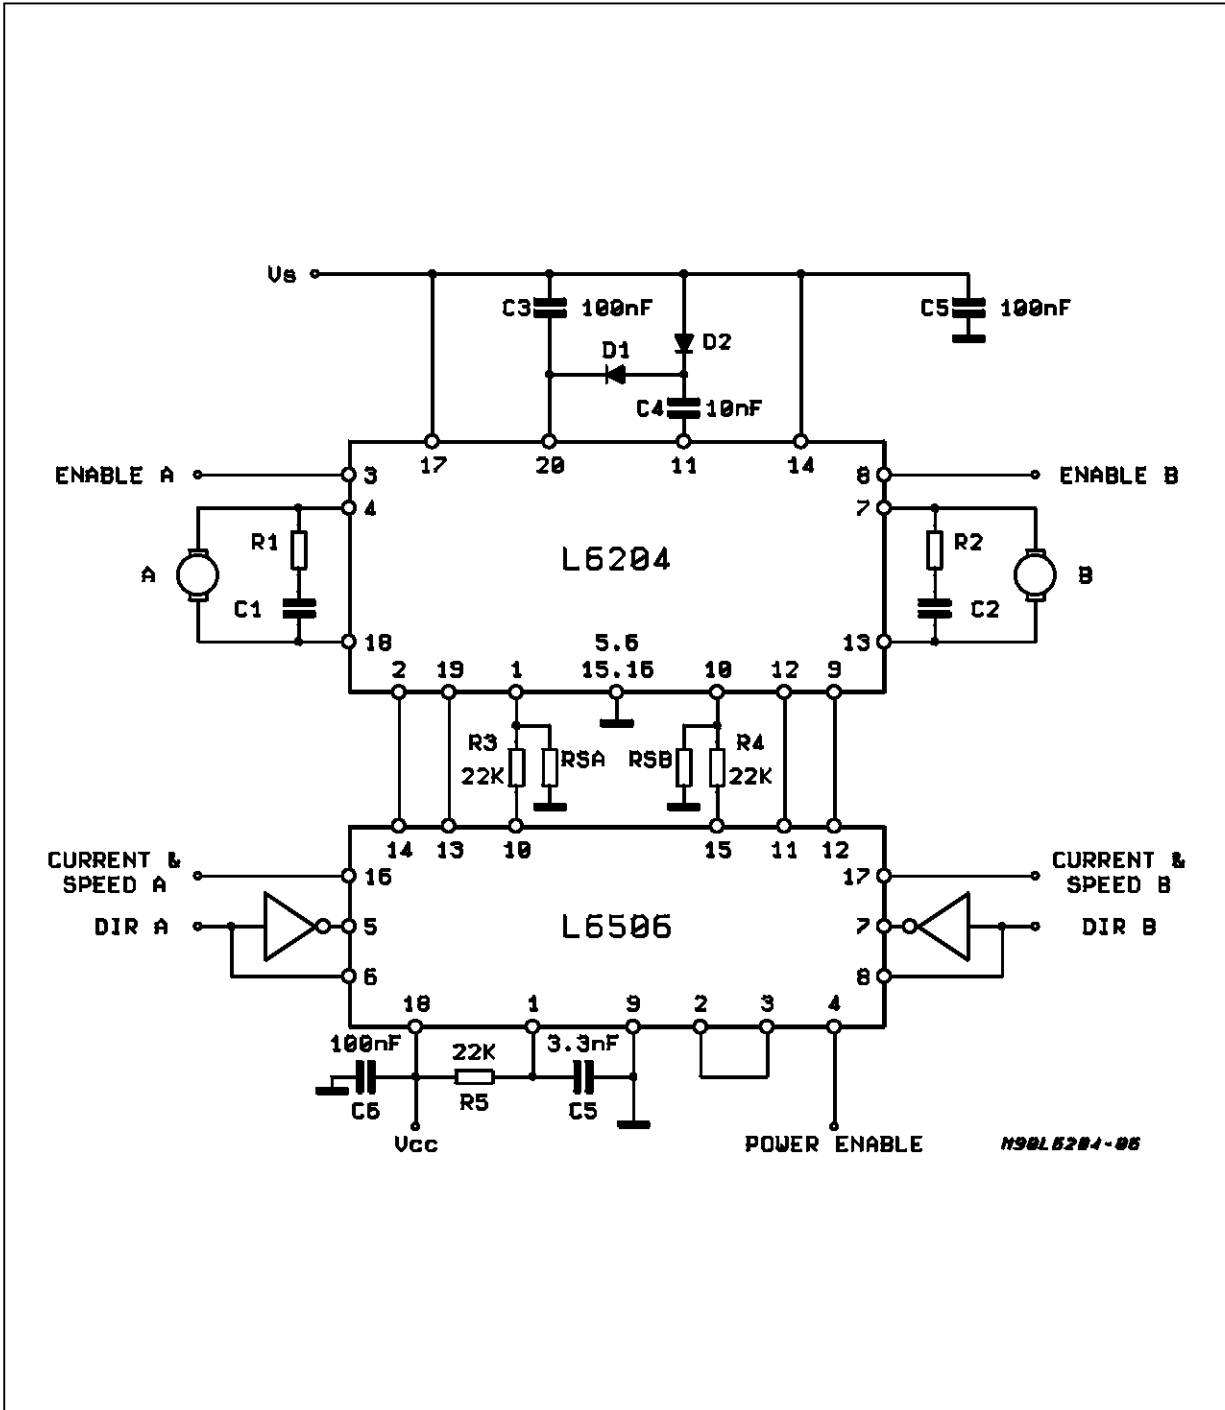 Vs
C3 100nF
C5 100nF
D1
D2
C4 10nF
17
20
11
14
ENABLE A
3
8
ENABLE B
4
7
R1
R2
L6204
A
B
C1
C2
18
13
5.6
2
19
1
15.16
10
12
9
R3
22K
RSA
RSB
R4
22K
14
13
10
15
11
12
CURRENT &
SPEED A
16
17
CURRENT &
SPEED B
DIR A
5
L6506
7
DIR B
6
8
18
1
9
2
3
4
100nF
22K
3.3nF
C6
R5
C5
Vcc
POWER ENABLE
M90L6204-06